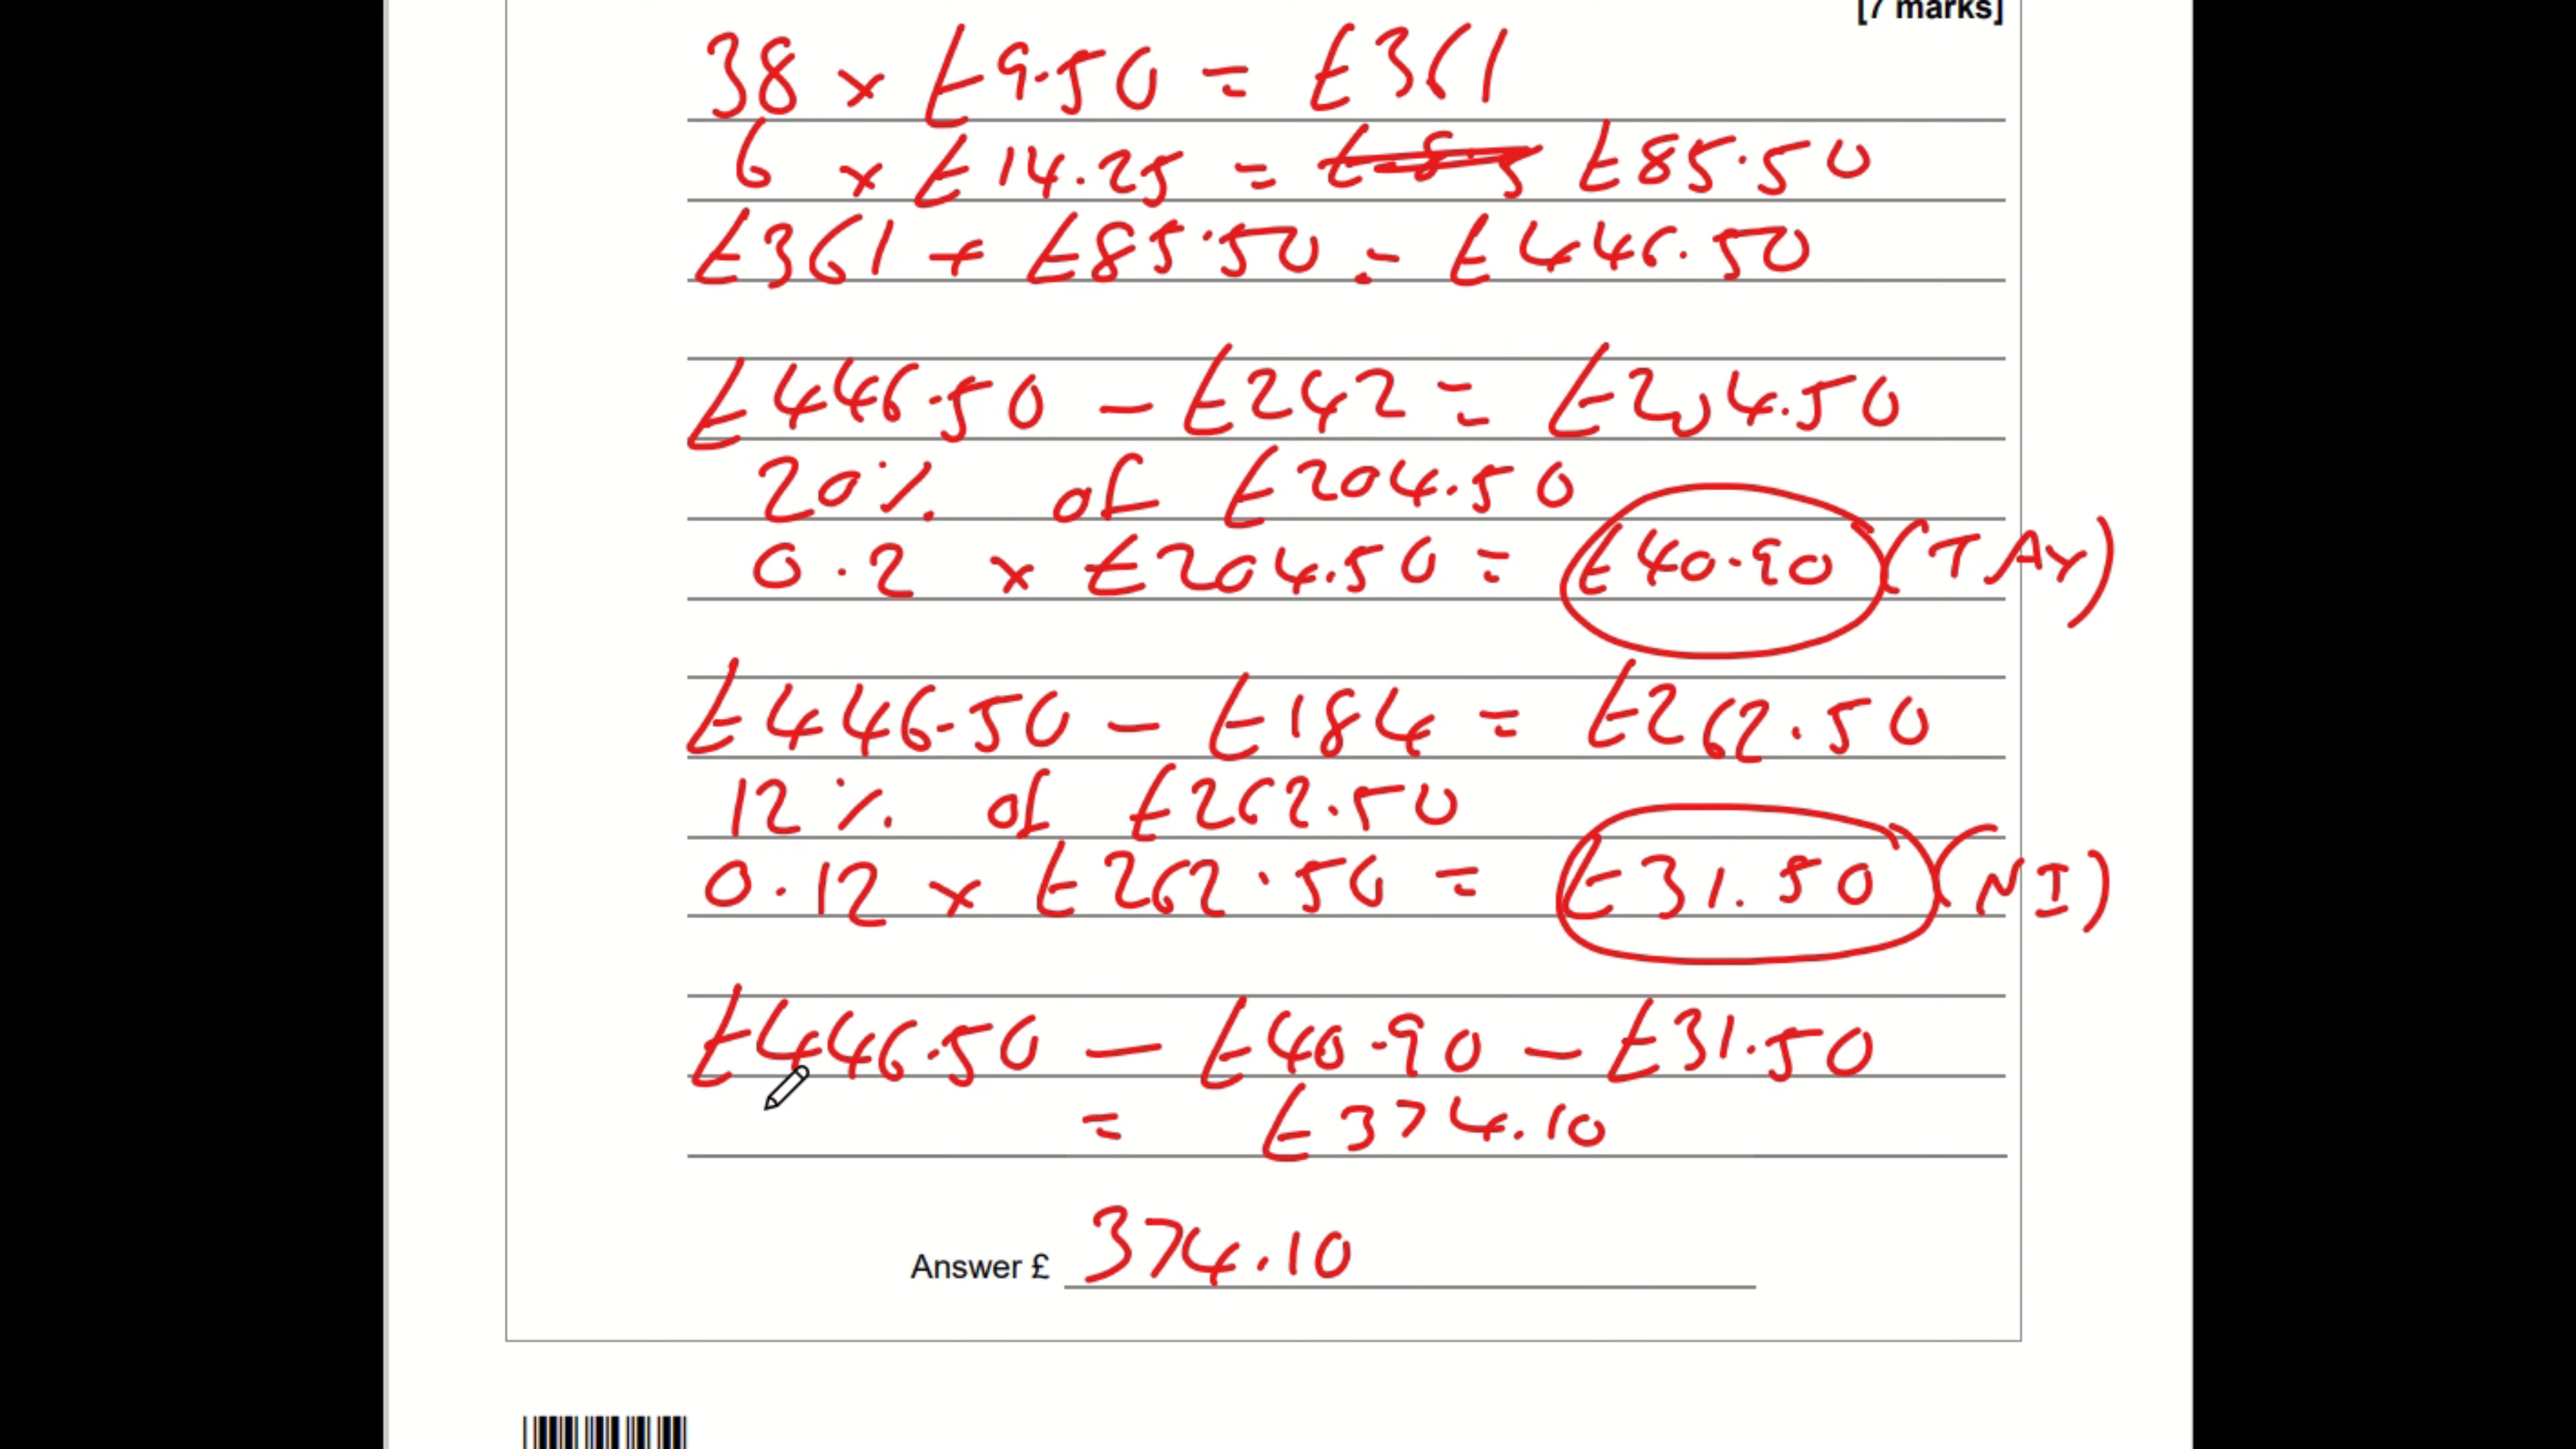 [7 marks]
38 × £9.50 = £361
6 × £14.25 = £85 £85.50
£361 + £85.50 = £446.50
£446.50 - £242 = £204.50
20% of £204.50
0.2 × £204.50 = £40.90 (TAX)
£446.50 - £184 = £262.50
12% of £262.50
0.12 × £262.50 = £31.50 (NI)
£446.50 - £40.90 - £31.50
= £374.10
Answer £ 374.10